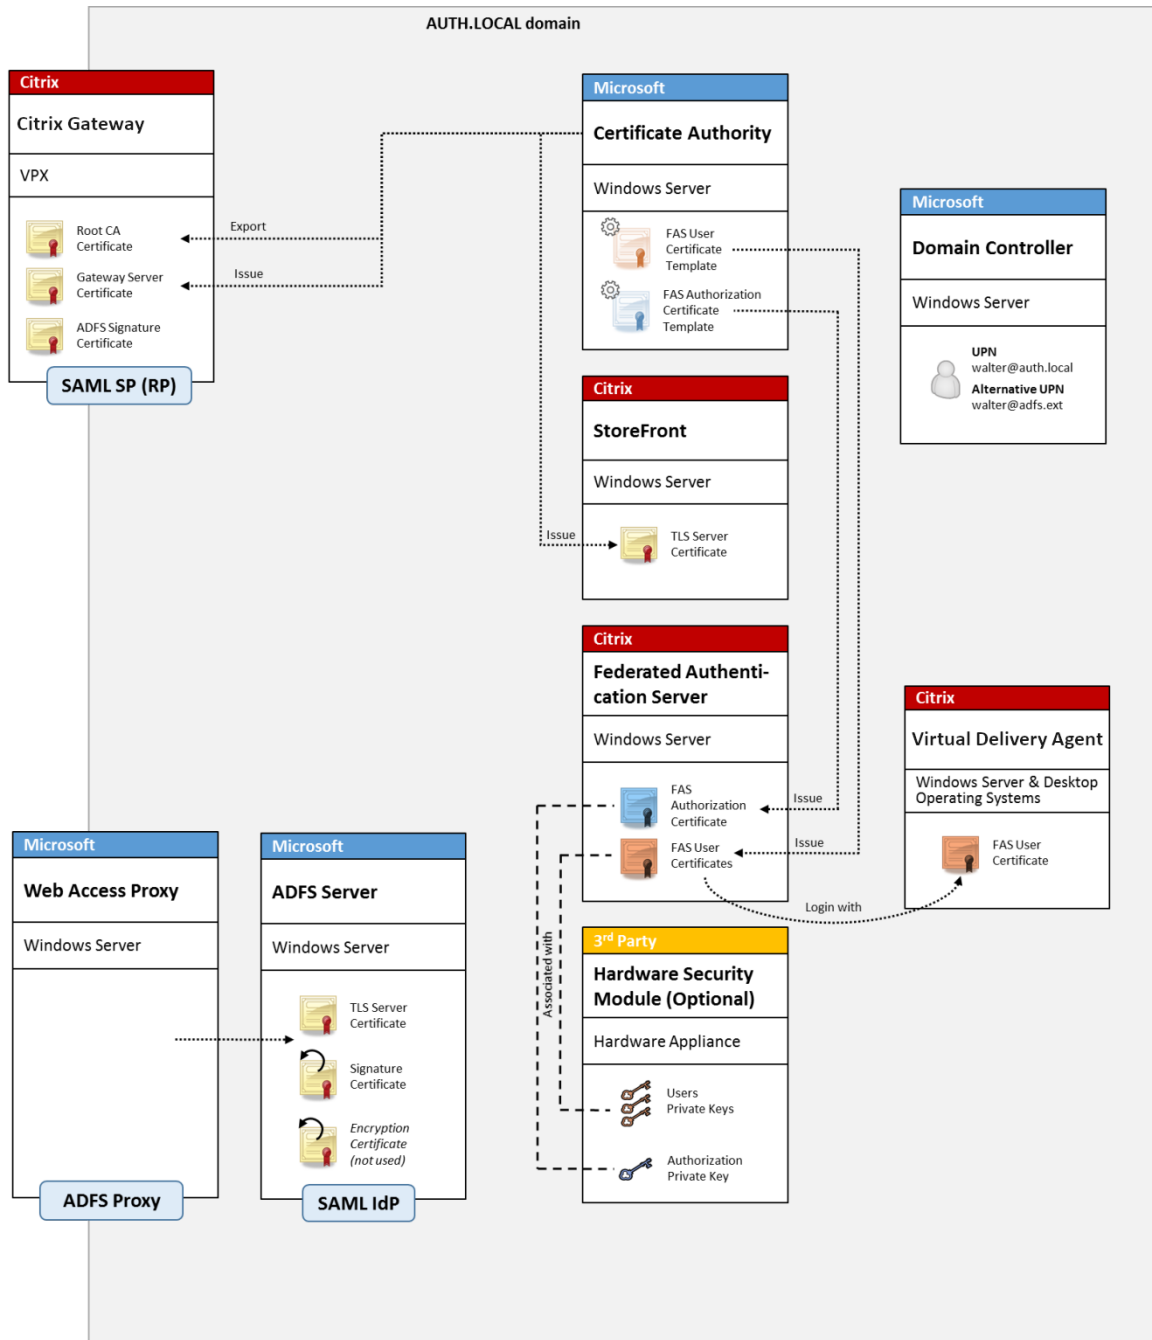 AUTH.LOCAL domain
Citrix
Citrix Gateway
VPX
Root CA
Certificate
Gateway Server
Certificate
ADFS Signature
Certificate
SAML SP (RP)
Export
Issue
Microsoft
Certificate Authority
Windows Server
FAS User
Certificate
Template
FAS Authorization
Certificate
Template
Microsoft
Domain Controller
Windows Server
UPN
walter@auth.local
Alternative UPN
walter@adfs.ext
Citrix
StoreFront
Windows Server
Issue
TLS Server
Certificate
Citrix
Federated Authenti-
cation Server
Windows Server
FAS
Authorization
Certificate
FAS User
Certificates
Issue
Issue
Login with
Citrix
Virtual Delivery Agent
Windows Server & Desktop
Operating Systems
FAS User
Certificate
Microsoft
Web Access Proxy
Windows Server
ADFS Proxy
Microsoft
ADFS Server
Windows Server
TLS Server
Certificate
Signature
Certificate
Encryption
Certificate
(not used)
SAML IdP
Associated with
3rd Party
Hardware Security
Module (Optional)
Hardware Appliance
Users
Private Keys
Authorization
Private Key